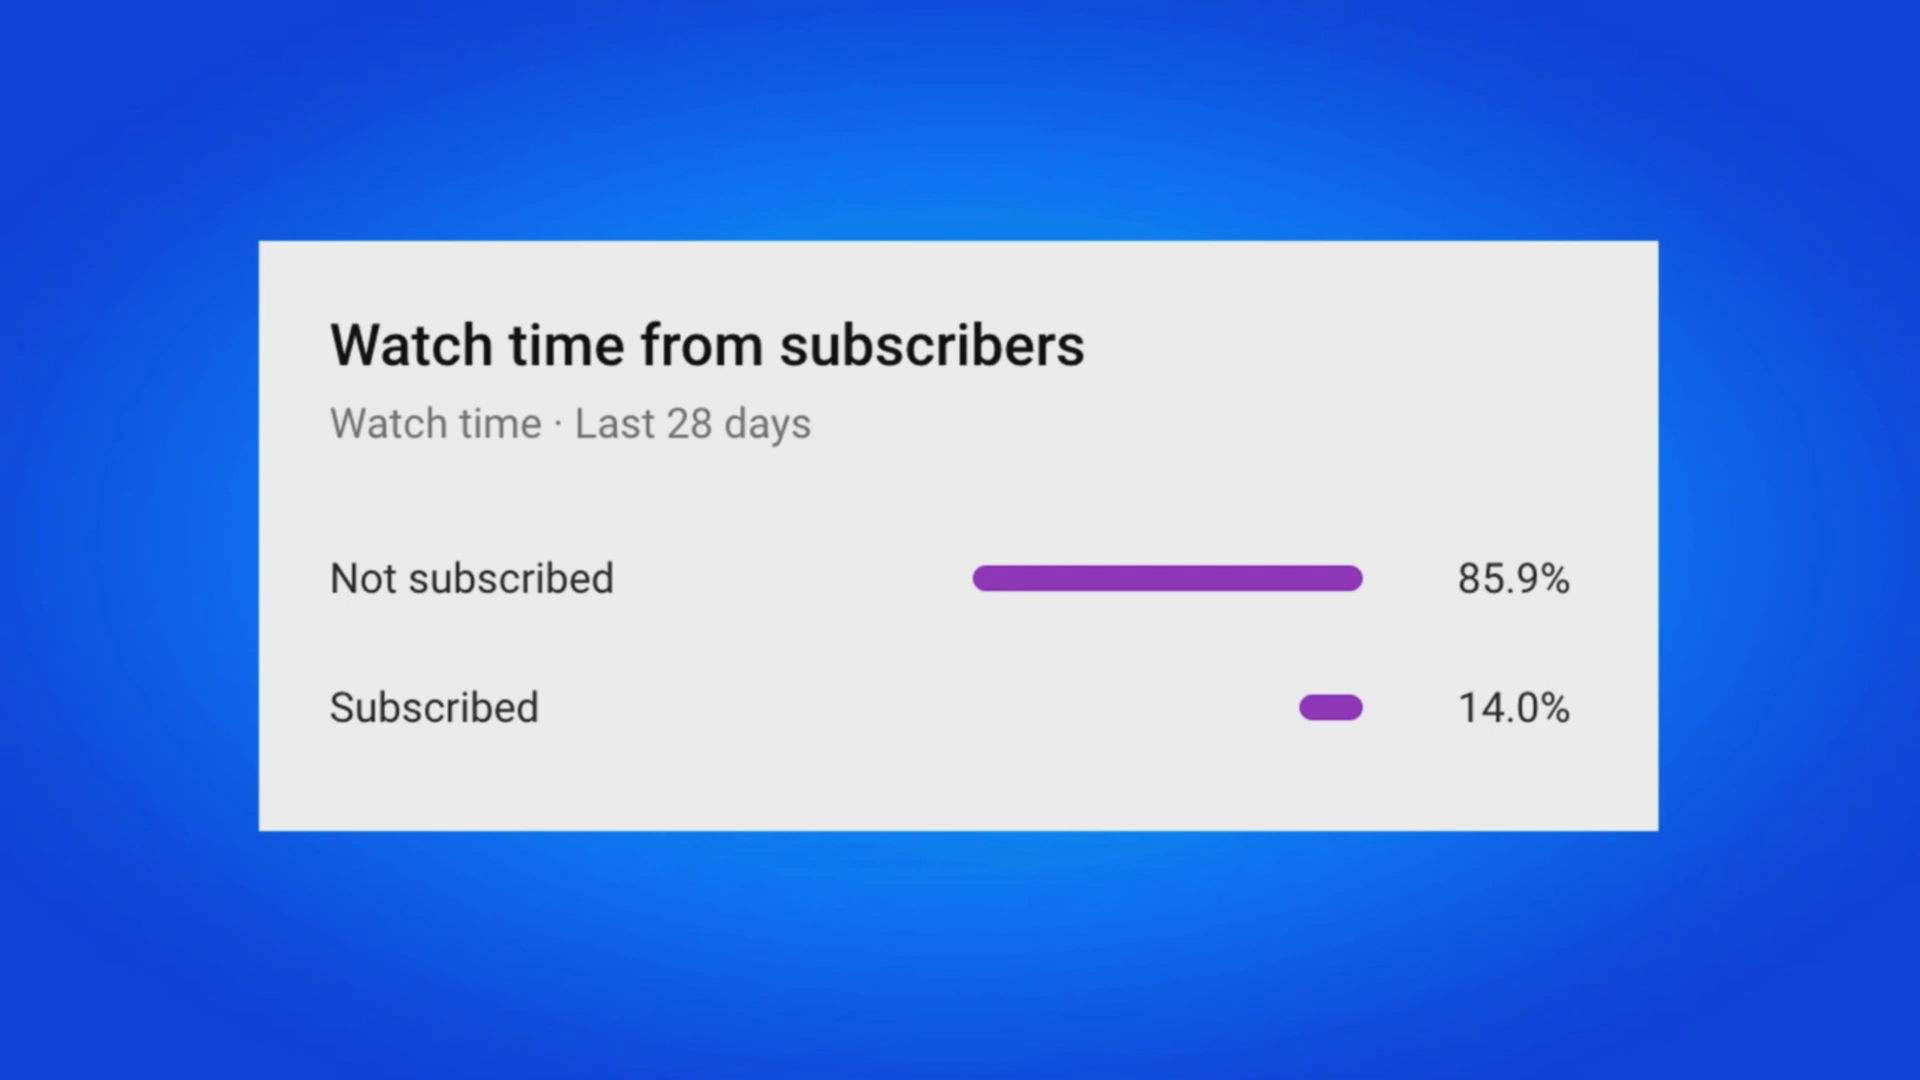 Watch time from subscribers
Watch time · Last 28 days
Not subscribed 85.9%
Subscribed 14.0%